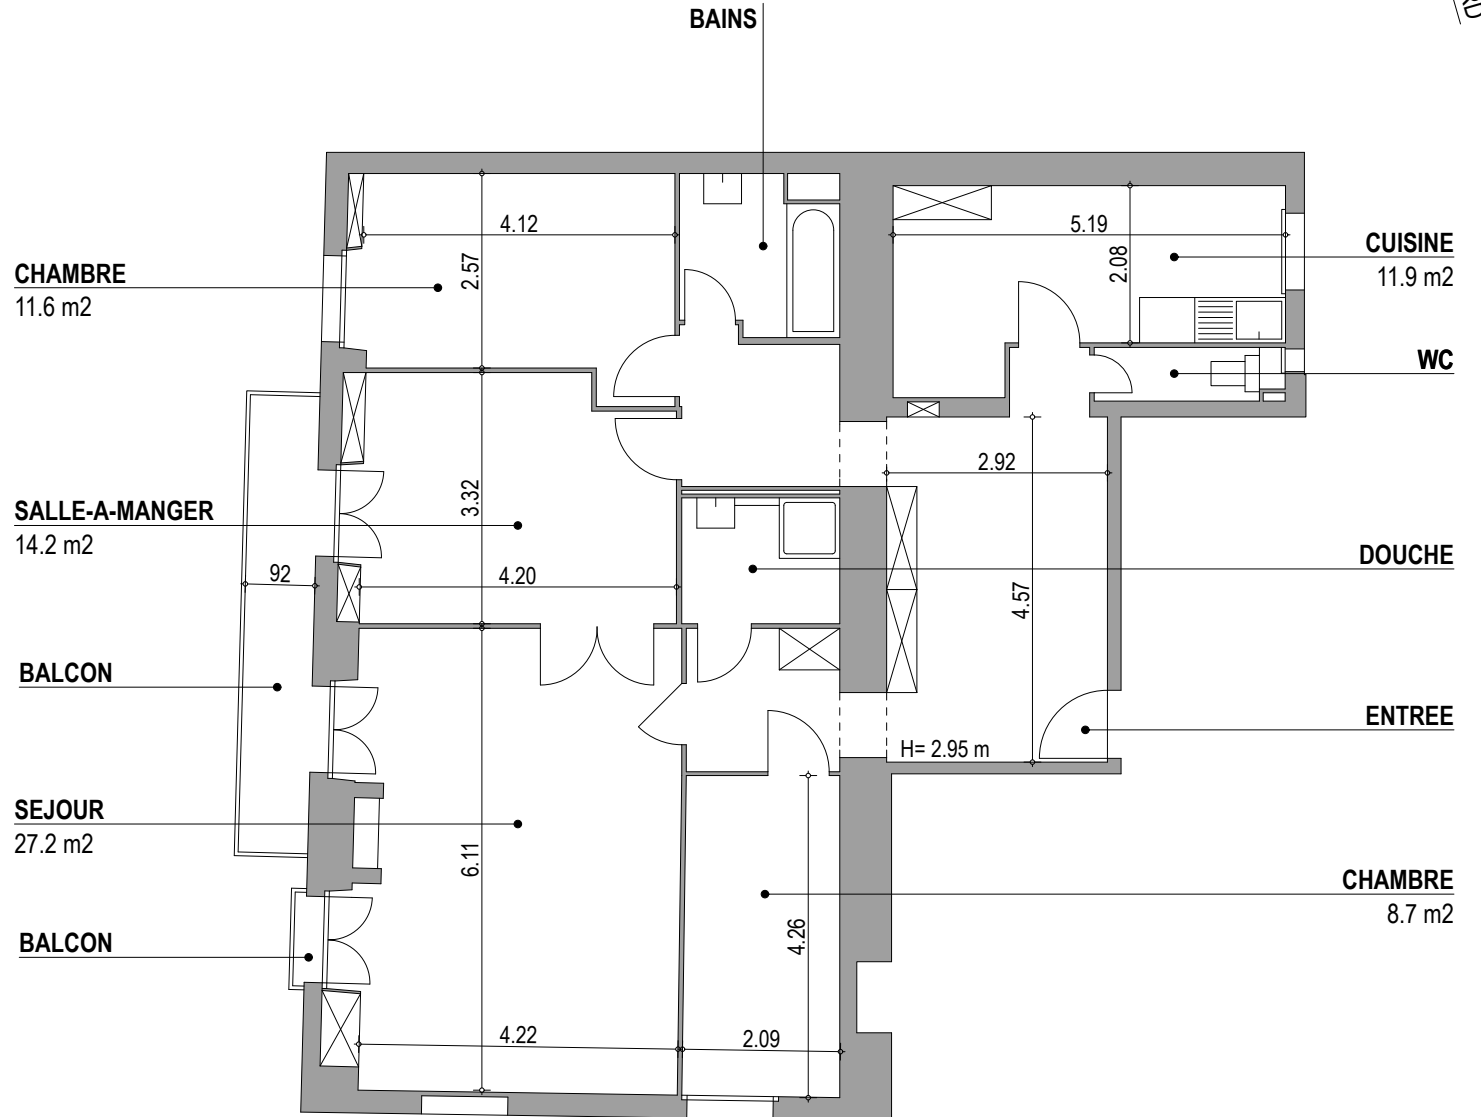 BAINS
4.12
2.57
5.19
2.08
CHAMBRE
11.6 m2
CUISINE
11.9 m2
WC
2.92
3.32
SALLE-A-MANGER
14.2 m2
92
4.20
4.57
DOUCHE
BALCON
ENTREE
H= 2.95 m
SEJOUR
27.2 m2
6.11
CHAMBRE
8.7 m2
4.26
BALCON
4.22
2.09